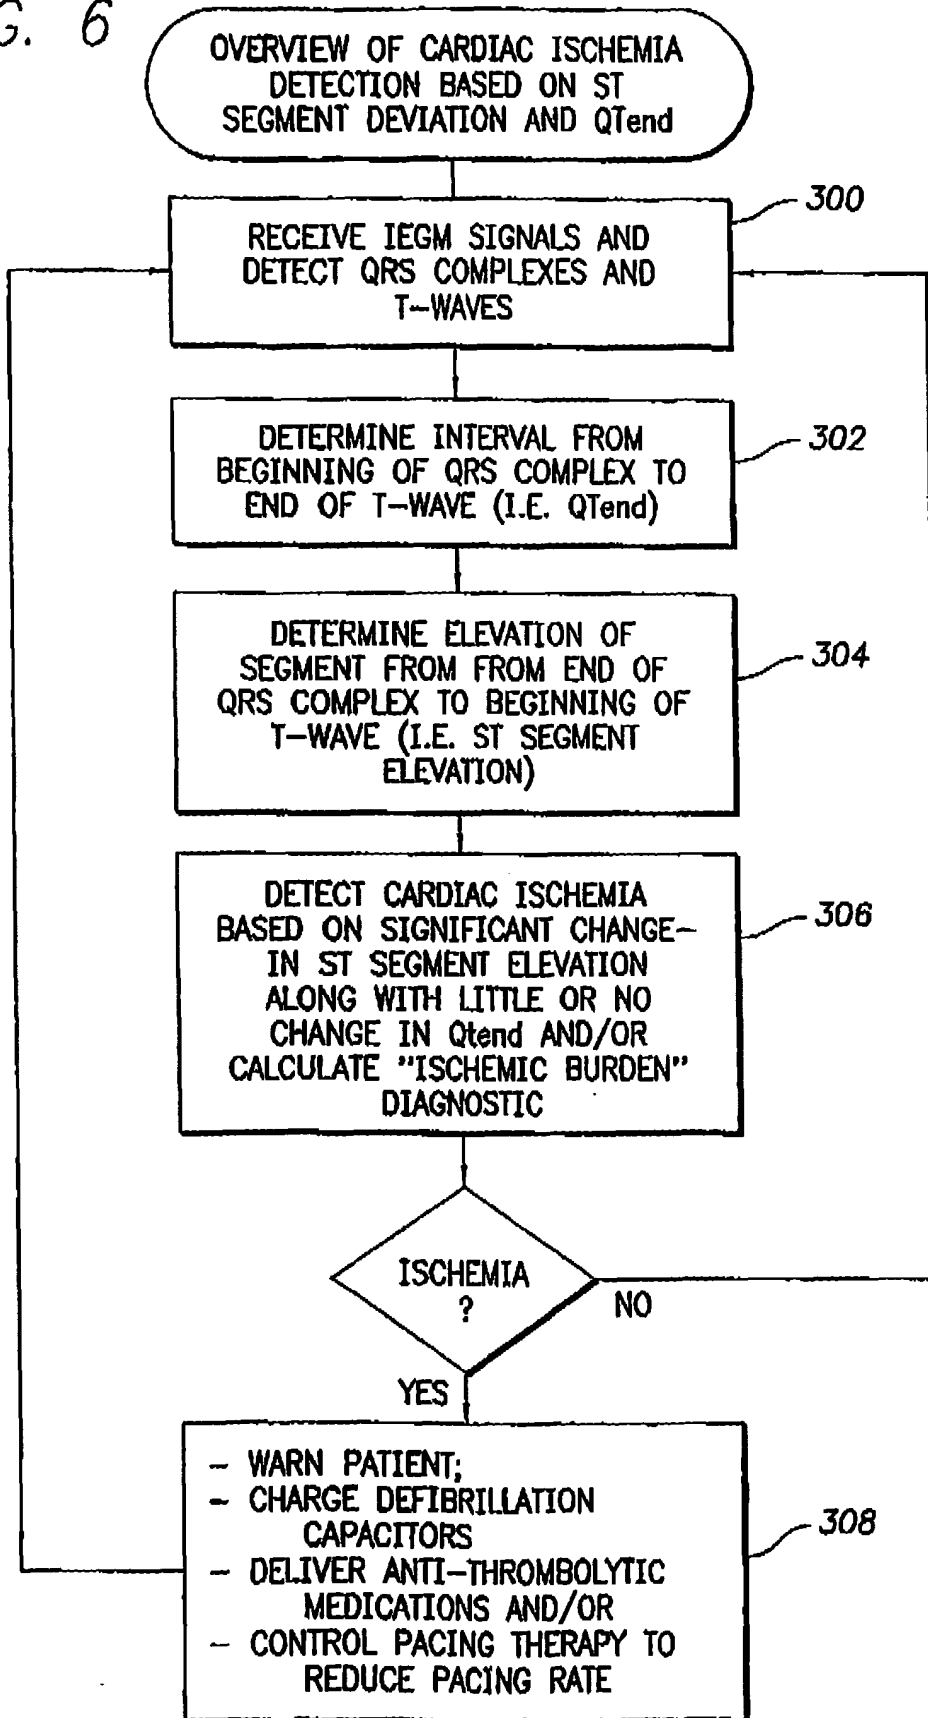 G. 6
OVERVIEW OF CARDIAC ISCHEMIA
DETECTION BASED ON ST
SEGMENT DEVIATION AND QTend
300
RECEIVE IEGM SIGNALS AND
DETECT QRS COMPLEXES AND
T-WAVES
302
DETERMINE INTERVAL FROM
BEGINNING OF QRS COMPLEX TO
END OF T-WAVE (I.E. QTend)
304
DETERMINE ELEVATION OF
SEGMENT FROM FROM END OF
QRS COMPLEX TO BEGINNING OF
T-WAVE (I.E. ST SEGMENT
ELEVATION)
306
DETECT CARDIAC ISCHEMIA
BASED ON SIGNIFICANT CHANGE-
IN ST SEGMENT ELEVATION
ALONG WITH LITTLE OR NO
CHANGE IN Qtend AND/OR
CALCULATE "ISCHEMIC BURDEN"
DIAGNOSTIC
ISCHEMIA
?
NO
YES
308
- WARN PATIENT;
- CHARGE DEFIBRILLATION
CAPACITORS
- DELIVER ANTI-THROMBOLYTIC
MEDICATIONS AND/OR
- CONTROL PACING THERAPY TO
REDUCE PACING RATE